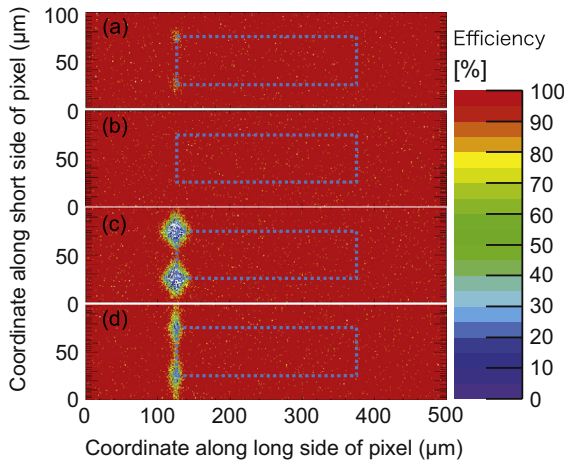 Coordinate along short side of pixel (µm)
100
(a)
50
0
(b)
50
0
(c)
50
0
(d)
50
0
0 100 200 300 400 500
Coordinate along long side of pixel (µm)
Efficiency
[%]
100
90
80
70
60
50
40
30
20
10
0